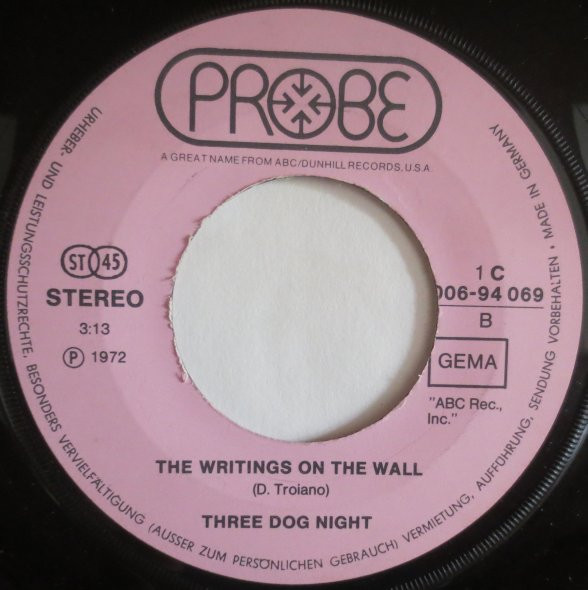 PROBE
A GREAT NAME FROM ABC/DUNHILL RECORDS, U.S.A.
ST 45
STEREO
3:13
Ⓟ 1972
1 C
006-94 069
B
GEMA
"ABC Rec.,
Inc."
THE WRITINGS ON THE WALL
(D. Troiano)
THREE DOG NIGHT
URHEBER- UND LEISTUNGSSCHUTZRECHTE, BESONDERS VERVIELFÄLTIGUNG (AUSSER ZUM PERSÖNLICHEN GEBRAUCH) VERMIETUNG, AUFFÜHRUNG, SENDUNG VORBEHALTEN • MADE IN GERMANY